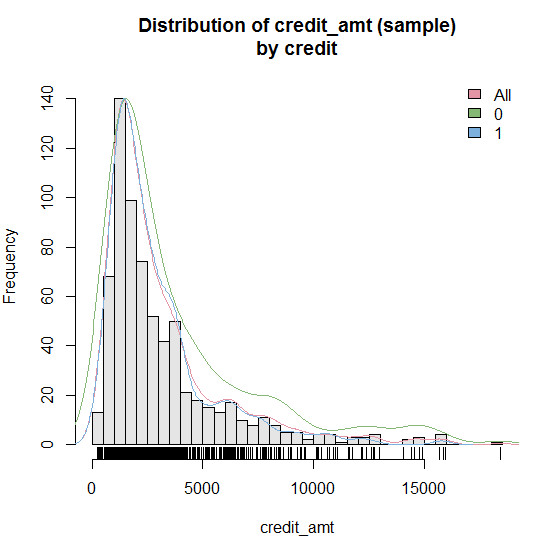 Distribution of credit_amt (sample)
by credit
All
0
1
Frequency
140
120
100
80
60
40
20
0
0 5000 10000 15000
credit_amt